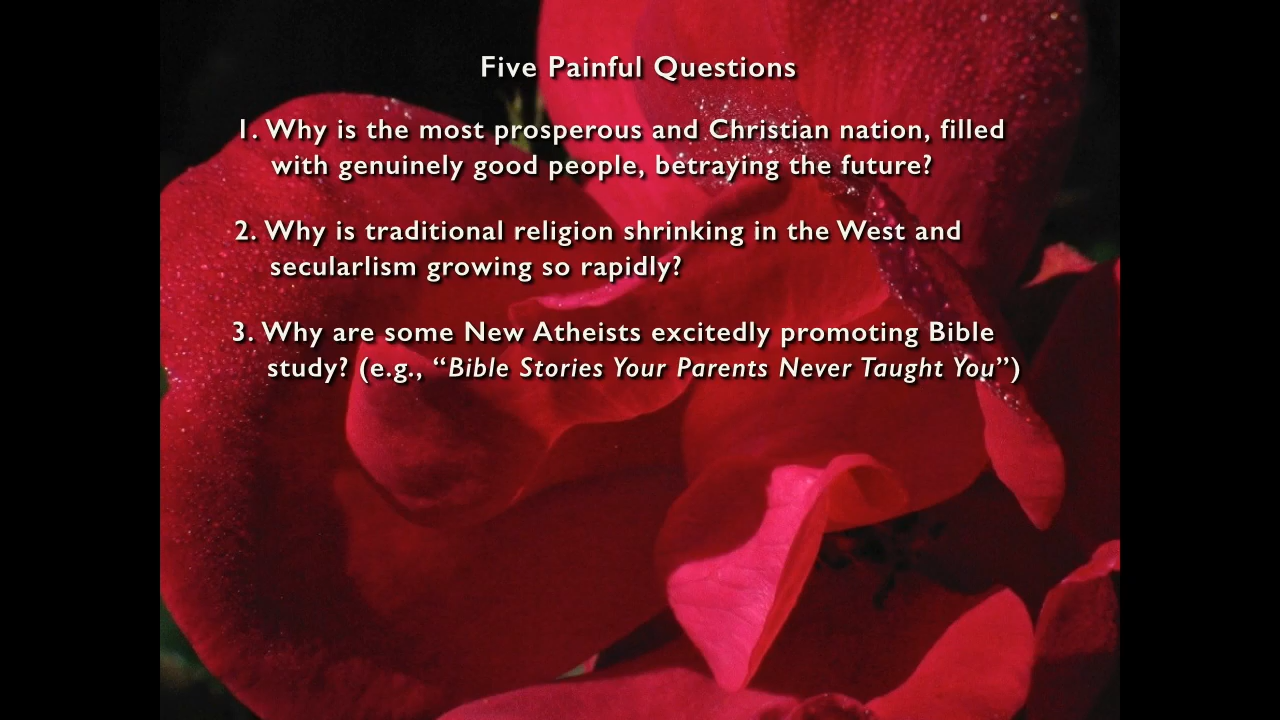 Five Painful Questions
1. Why is the most prosperous and Christian nation, filled
with genuinely good people, betraying the future?
2. Why is traditional religion shrinking in the West and
secularlism growing so rapidly?
3. Why are some New Atheists excitedly promoting Bible
study? (e.g., “Bible Stories Your Parents Never Taught You”)